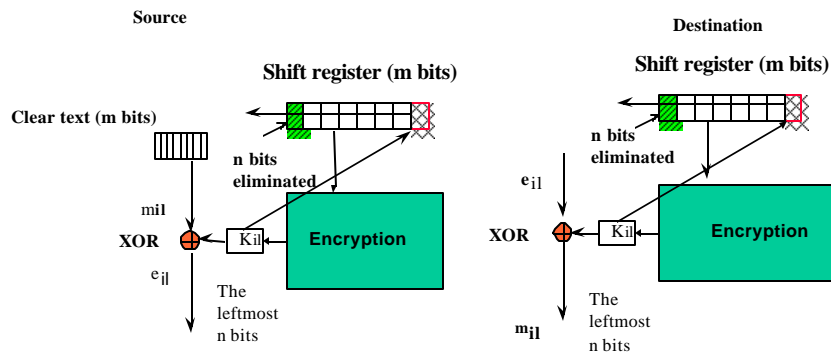 Source
Shift register (m bits)
Clear text (m bits)
n bits
eliminated
mil
XOR
Kil
Encryption
eil
The
leftmost
n bits
Destination
Shift register (m bits)
n bits
eliminated
eil
XOR
Kil
Encryption
mil
The
leftmost
n bits